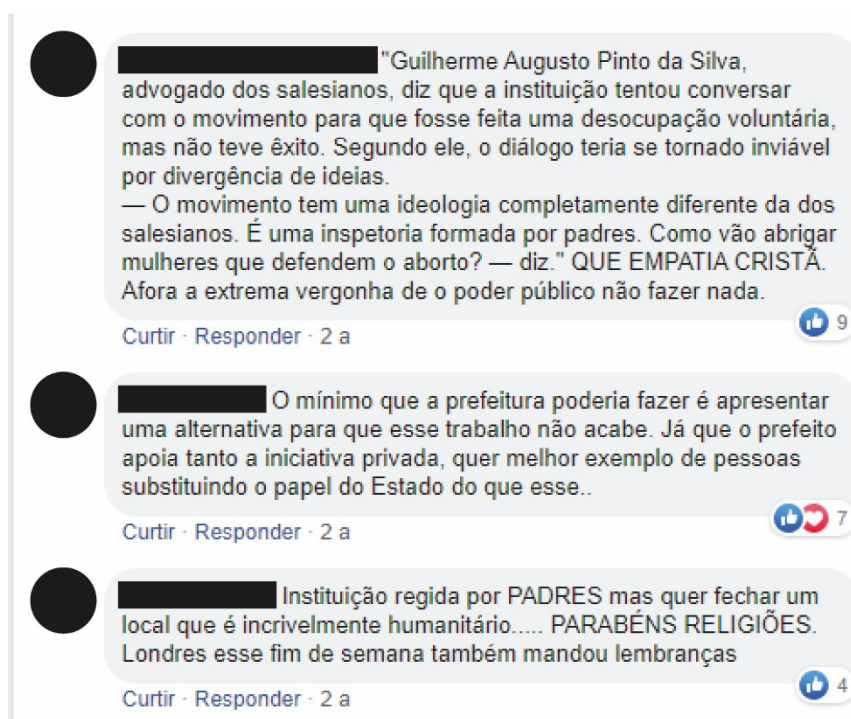 "Guilherme Augusto Pinto da Silva,
advogado dos salesianos, diz que a instituição tentou conversar
com o movimento para que fosse feita uma desocupação voluntária,
mas não teve êxito. Segundo ele, o diálogo teria se tornado inviável
por divergência de ideias.
— O movimento tem uma ideologia completamente diferente da dos
salesianos. É uma inspetoria formada por padres. Como vão abrigar
mulheres que defendem o aborto? — diz." QUE EMPATIA CRISTÃ.
Afora a extrema vergonha de o poder público não fazer nada.
9
Curtir · Responder · 2 a
O mínimo que a prefeitura poderia fazer é apresentar
uma alternativa para que esse trabalho não acabe. Já que o prefeito
apoia tanto a iniciativa privada, quer melhor exemplo de pessoas
substituindo o papel do Estado do que esse..
7
Curtir · Responder · 2 a
Instituição regida por PADRES mas quer fechar um
local que é incrivelmente humanitário..... PARABÉNS RELIGIÕES.
Londres esse fim de semana também mandou lembranças
4
Curtir · Responder · 2 a